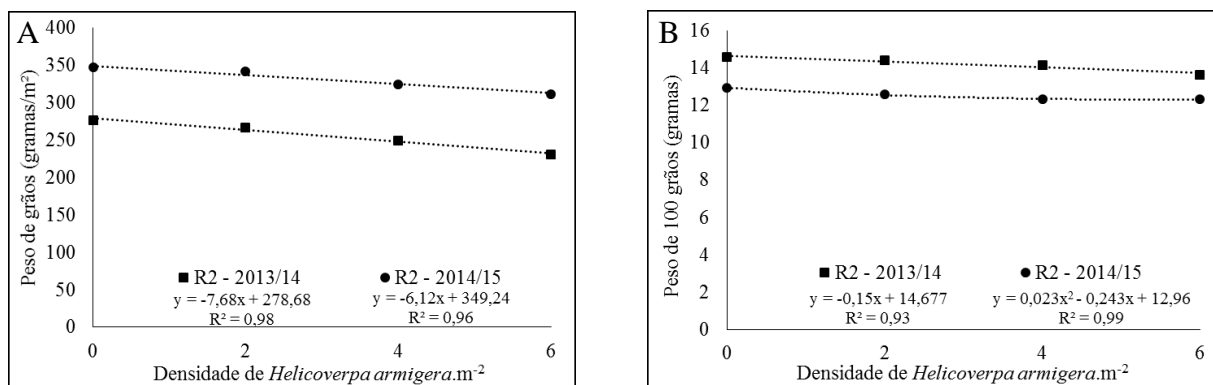 A
Peso de grãos (gramas/m²)
400
350
300
250
200
150
100
50
0
R2 - 2013/14 R2 - 2014/15
y = -7,68x + 278,68 y = -6,12x + 349,24
R² = 0,98 R² = 0,96
0 2 4 6
Densidade de Helicoverpa armigera.m⁻²
B
Peso de 100 grãos (gramas)
16
14
12
10
8
6
4
2
0
R2 - 2013/14 R2 - 2014/15
y = -0,15x + 14,677 y = 0,023x² - 0,243x + 12,96
R² = 0,93 R² = 0,99
0 2 4 6
Densidade de Helicoverpa armigera.m⁻²